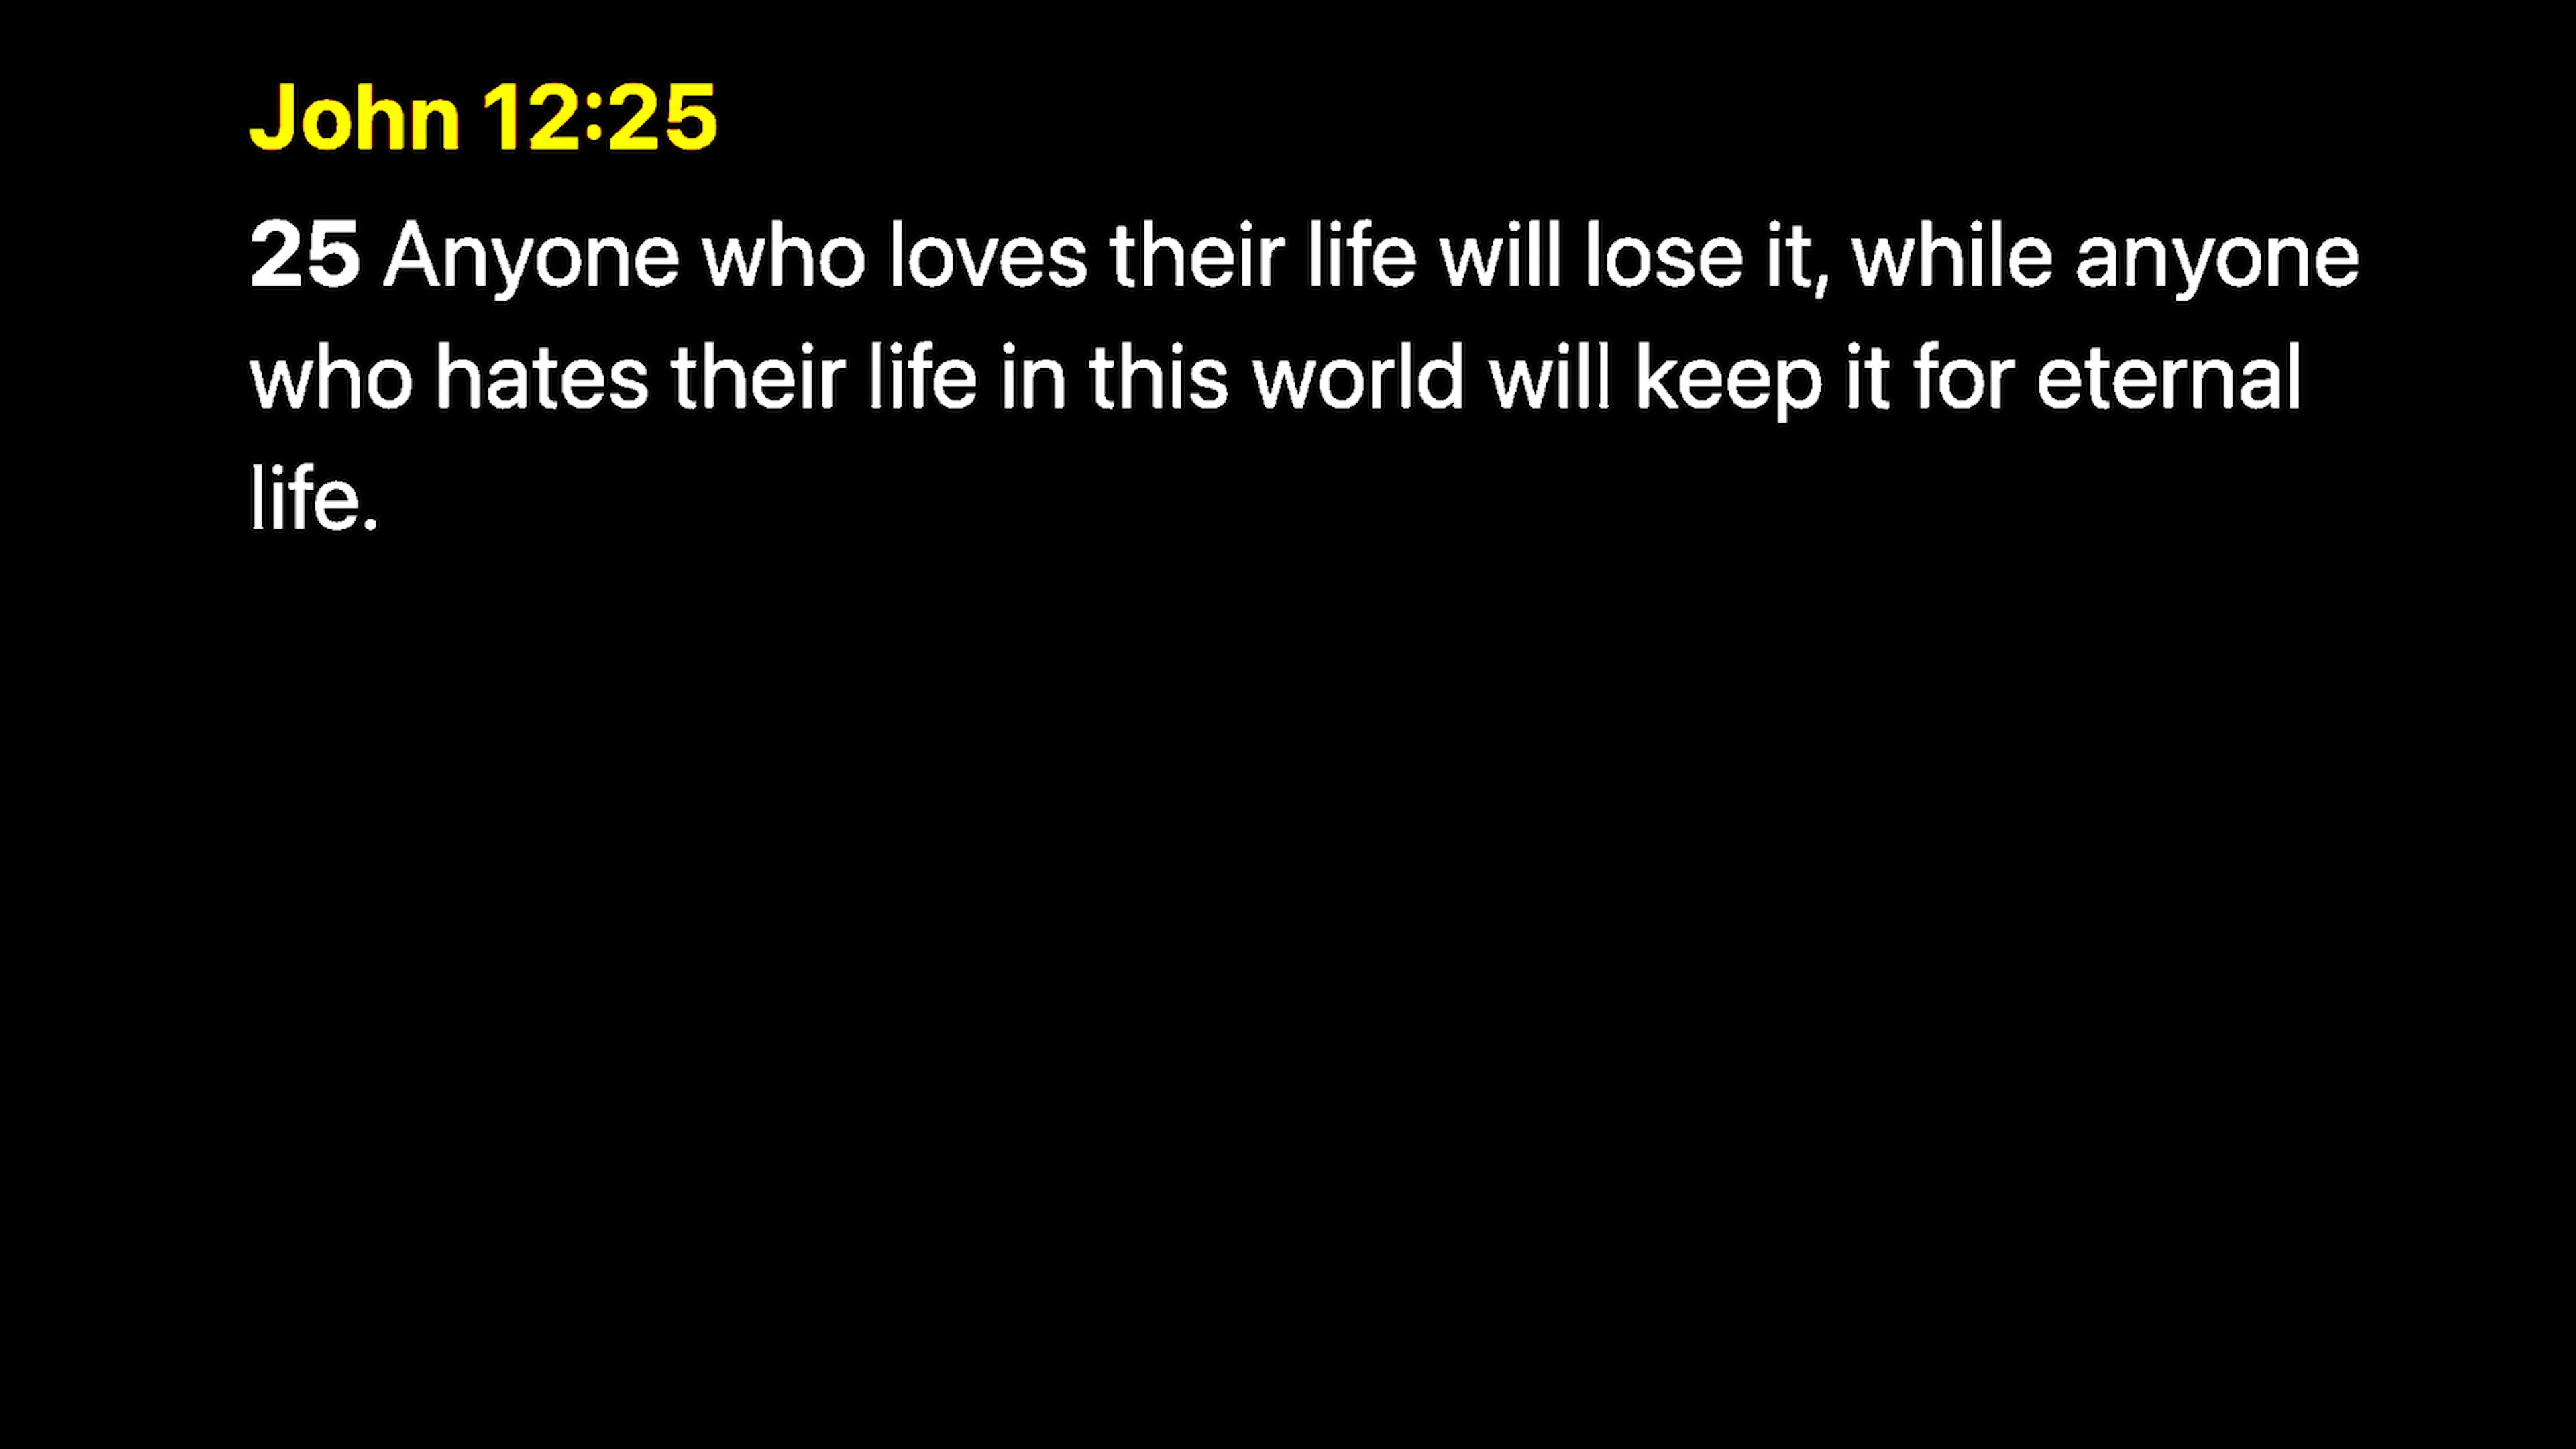 John 12:25
25 Anyone who loves their life will lose it, while anyone
who hates their life in this world will keep it for eternal
life.